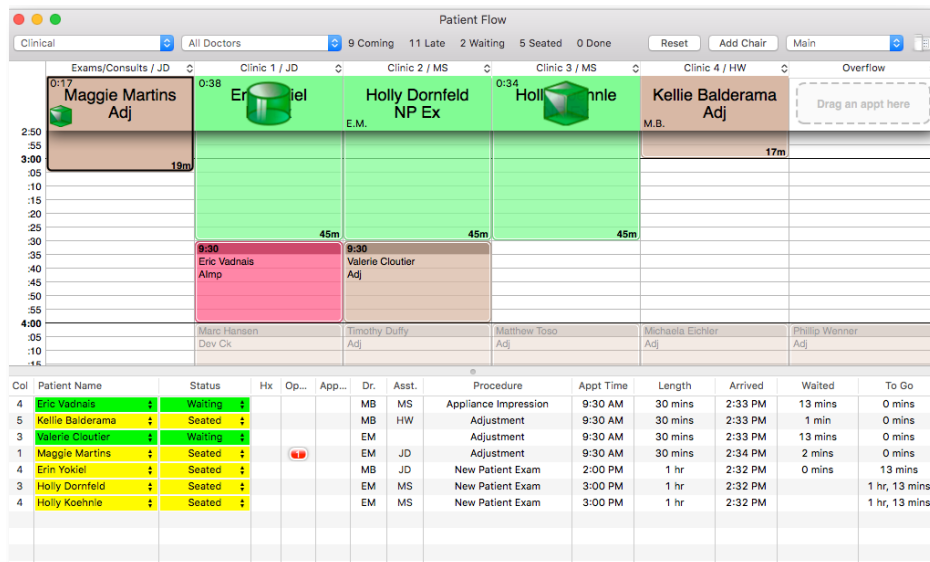 Patient Flow
Clinical All Doctors 9 Coming 11 Late 2 Waiting 5 Seated 0 Done Reset Add Chair Main
Exams/Consults / JD Clinic 1 / JD Clinic 2 / MS Clinic 3 / MS Clinic 4 / HW Overflow
0:17 0:38 0:34
Maggie Martins Er iel Holly Dornfeld Holl hnle Kellie Balderama Drag an appt here
Adj NP Ex Adj
E.M. M.B.
2:50
:55 17m
3:00
:05 19m
:10
:15
:20
:25 45m 45m 45m
:30 9:30 9:30
:35 Eric Vadnais Valerie Cloutier
:40 AImp Adj
:45
:50
:55
4:00
:05 Marc Hansen Timothy Duffy Matthew Toso Michaela Eichler Phillip Wenner
:10 Dev Ck Adj Adj Adj Adj
:15
Col Patient Name Status Hx Op... App... Dr. Asst. Procedure Appt Time Length Arrived Waited To Go
4 Eric Vadnais Waiting MB MS Appliance Impression 9:30 AM 30 mins 2:33 PM 13 mins 0 mins
5 Kellie Balderama Seated MB HW Adjustment 9:30 AM 30 mins 2:33 PM 1 min 0 mins
3 Valerie Cloutier Waiting EM Adjustment 9:30 AM 30 mins 2:33 PM 13 mins 0 mins
1 Maggie Martins Seated 1 EM JD Adjustment 9:30 AM 30 mins 2:34 PM 2 mins 0 mins
4 Erin Yokiel Seated MB JD New Patient Exam 2:00 PM 1 hr 2:32 PM 0 mins 13 mins
3 Holly Dornfeld Seated EM MS New Patient Exam 3:00 PM 1 hr 2:32 PM 1 hr, 13 mins
4 Holly Koehnle Seated EM MS New Patient Exam 3:00 PM 1 hr 2:32 PM 1 hr, 13 mins